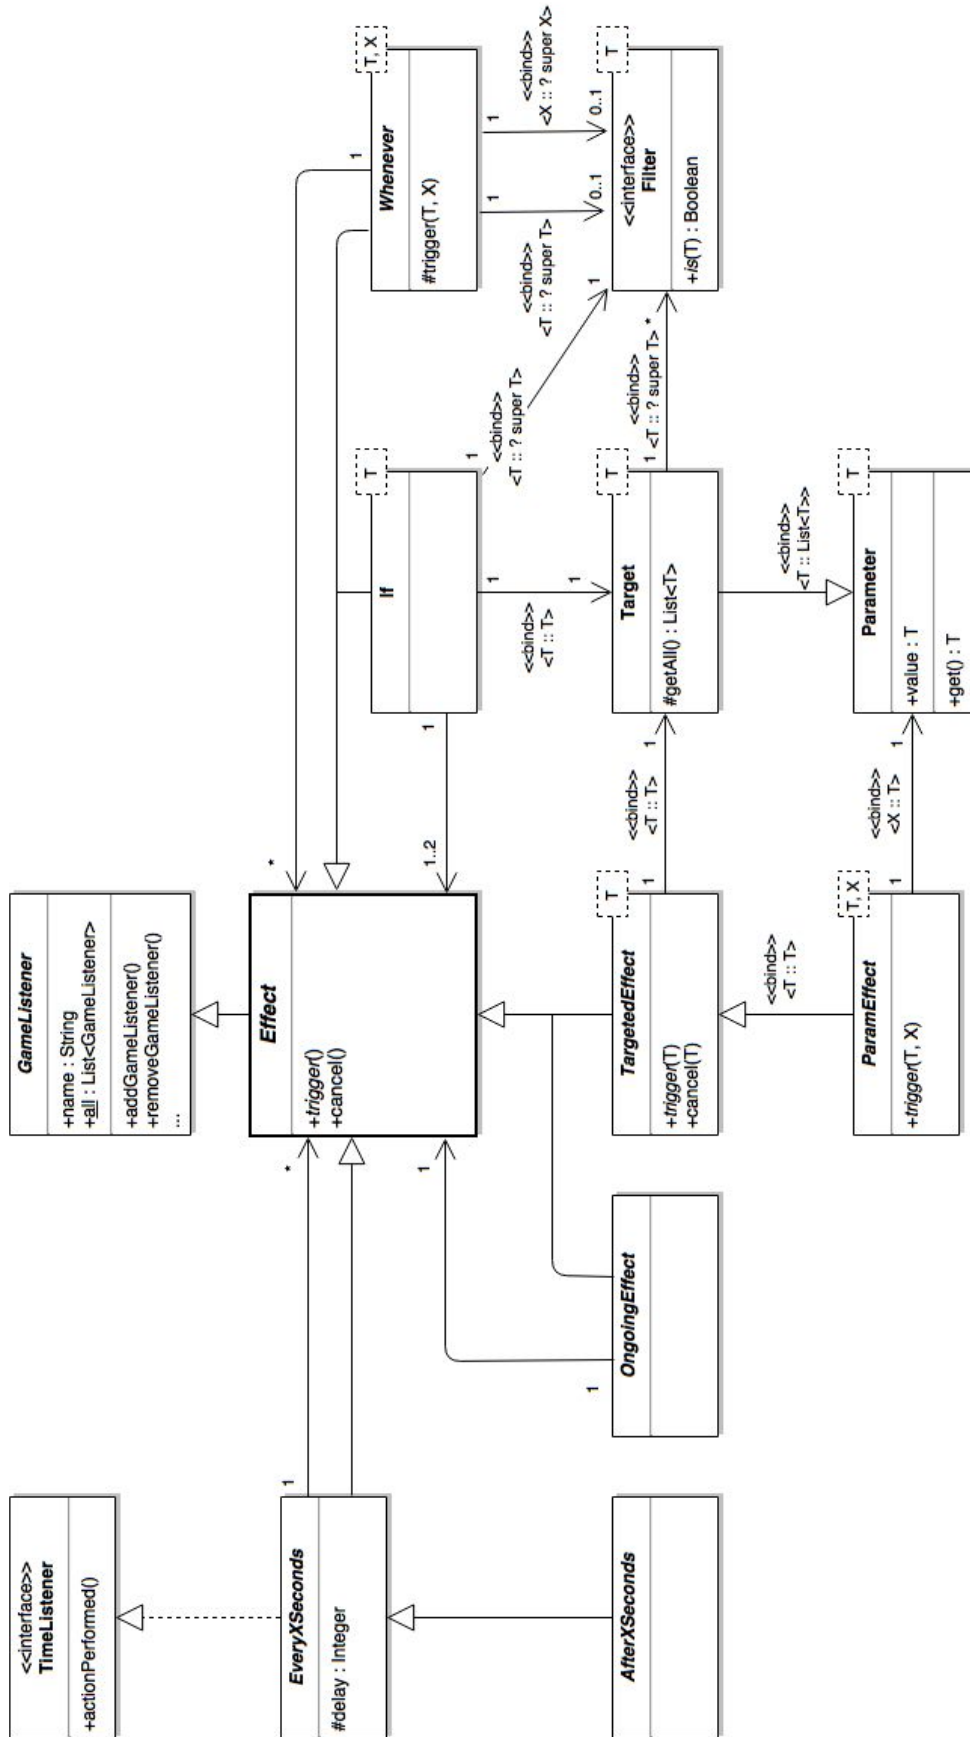 <<interface>>
TimeListener
+actionPerformed()
GameListener
+name : String
+all : List<GameListener>
+addGameListener()
+removeGameListener()
...
EveryXSeconds
#delay : Integer
1
*
Effect
+trigger()
+cancel()
*
1
1
1..2
1
Whenever
T, X
#trigger(T, X)
If
T
1
<<bind>>
<T :: ? super T>
1
1
<<bind>>
<T :: ? super T>
0..1
1
<<bind>>
<X :: ? super X>
0..1
1
<<bind>>
<T :: T>
1
AfterXSeconds
OngoingEffect
1
TargetedEffect
T
+trigger(T)
+cancel(T)
1
<<bind>>
<T :: T>
1
Target
T
#getAll() : List<T>
1
<<bind>>
<T :: ? super T>
*
<<interface>>
Filter
T
+is(T) : Boolean
<<bind>>
<T :: T>
ParamEffect
T, X
+trigger(T, X)
1
<<bind>>
<X :: T>
1
<<bind>>
<T :: List<T>>
Parameter
T
+value : T
+get() : T